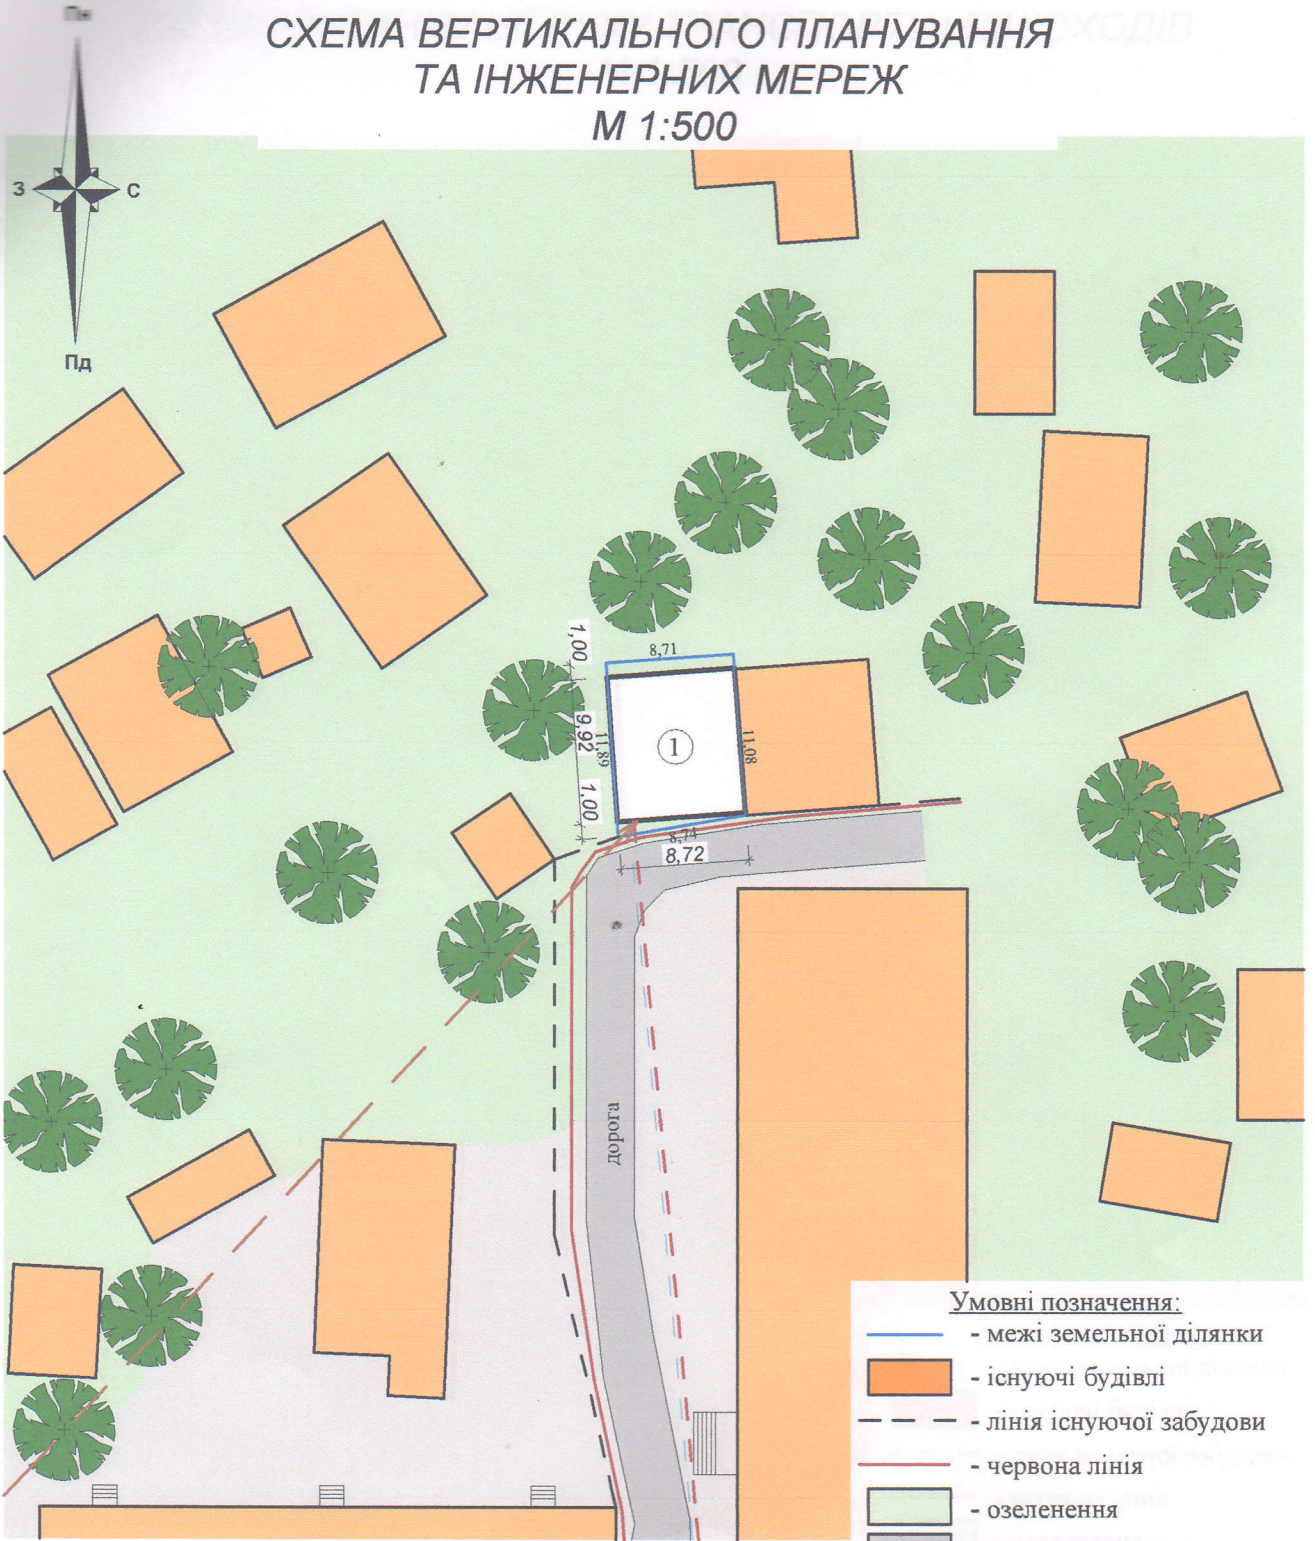 СХЕМА ВЕРТИКАЛЬНОГО ПЛАНУВАННЯ
ТА ІНЖЕНЕРНИХ МЕРЕЖ
М 1:500
Пн
З
С
Пд
1,00
8,71
9,92
11,89
1
11,08
1,00
8,74
8,72
дорога
Умовні позначення:
- межі земельної ділянки
- існуючі будівлі
- лінія існуючої забудови
- червона лінія
- озеленення